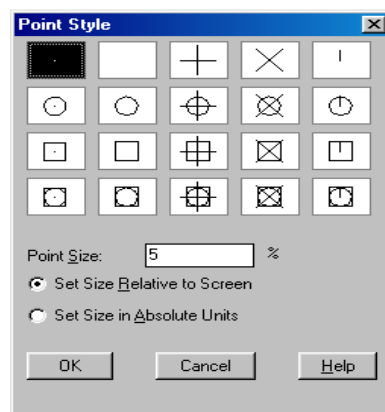 Point Style
Point Size: 5 %
Set Size Relative to Screen
Set Size in Absolute Units
OK Cancel Help